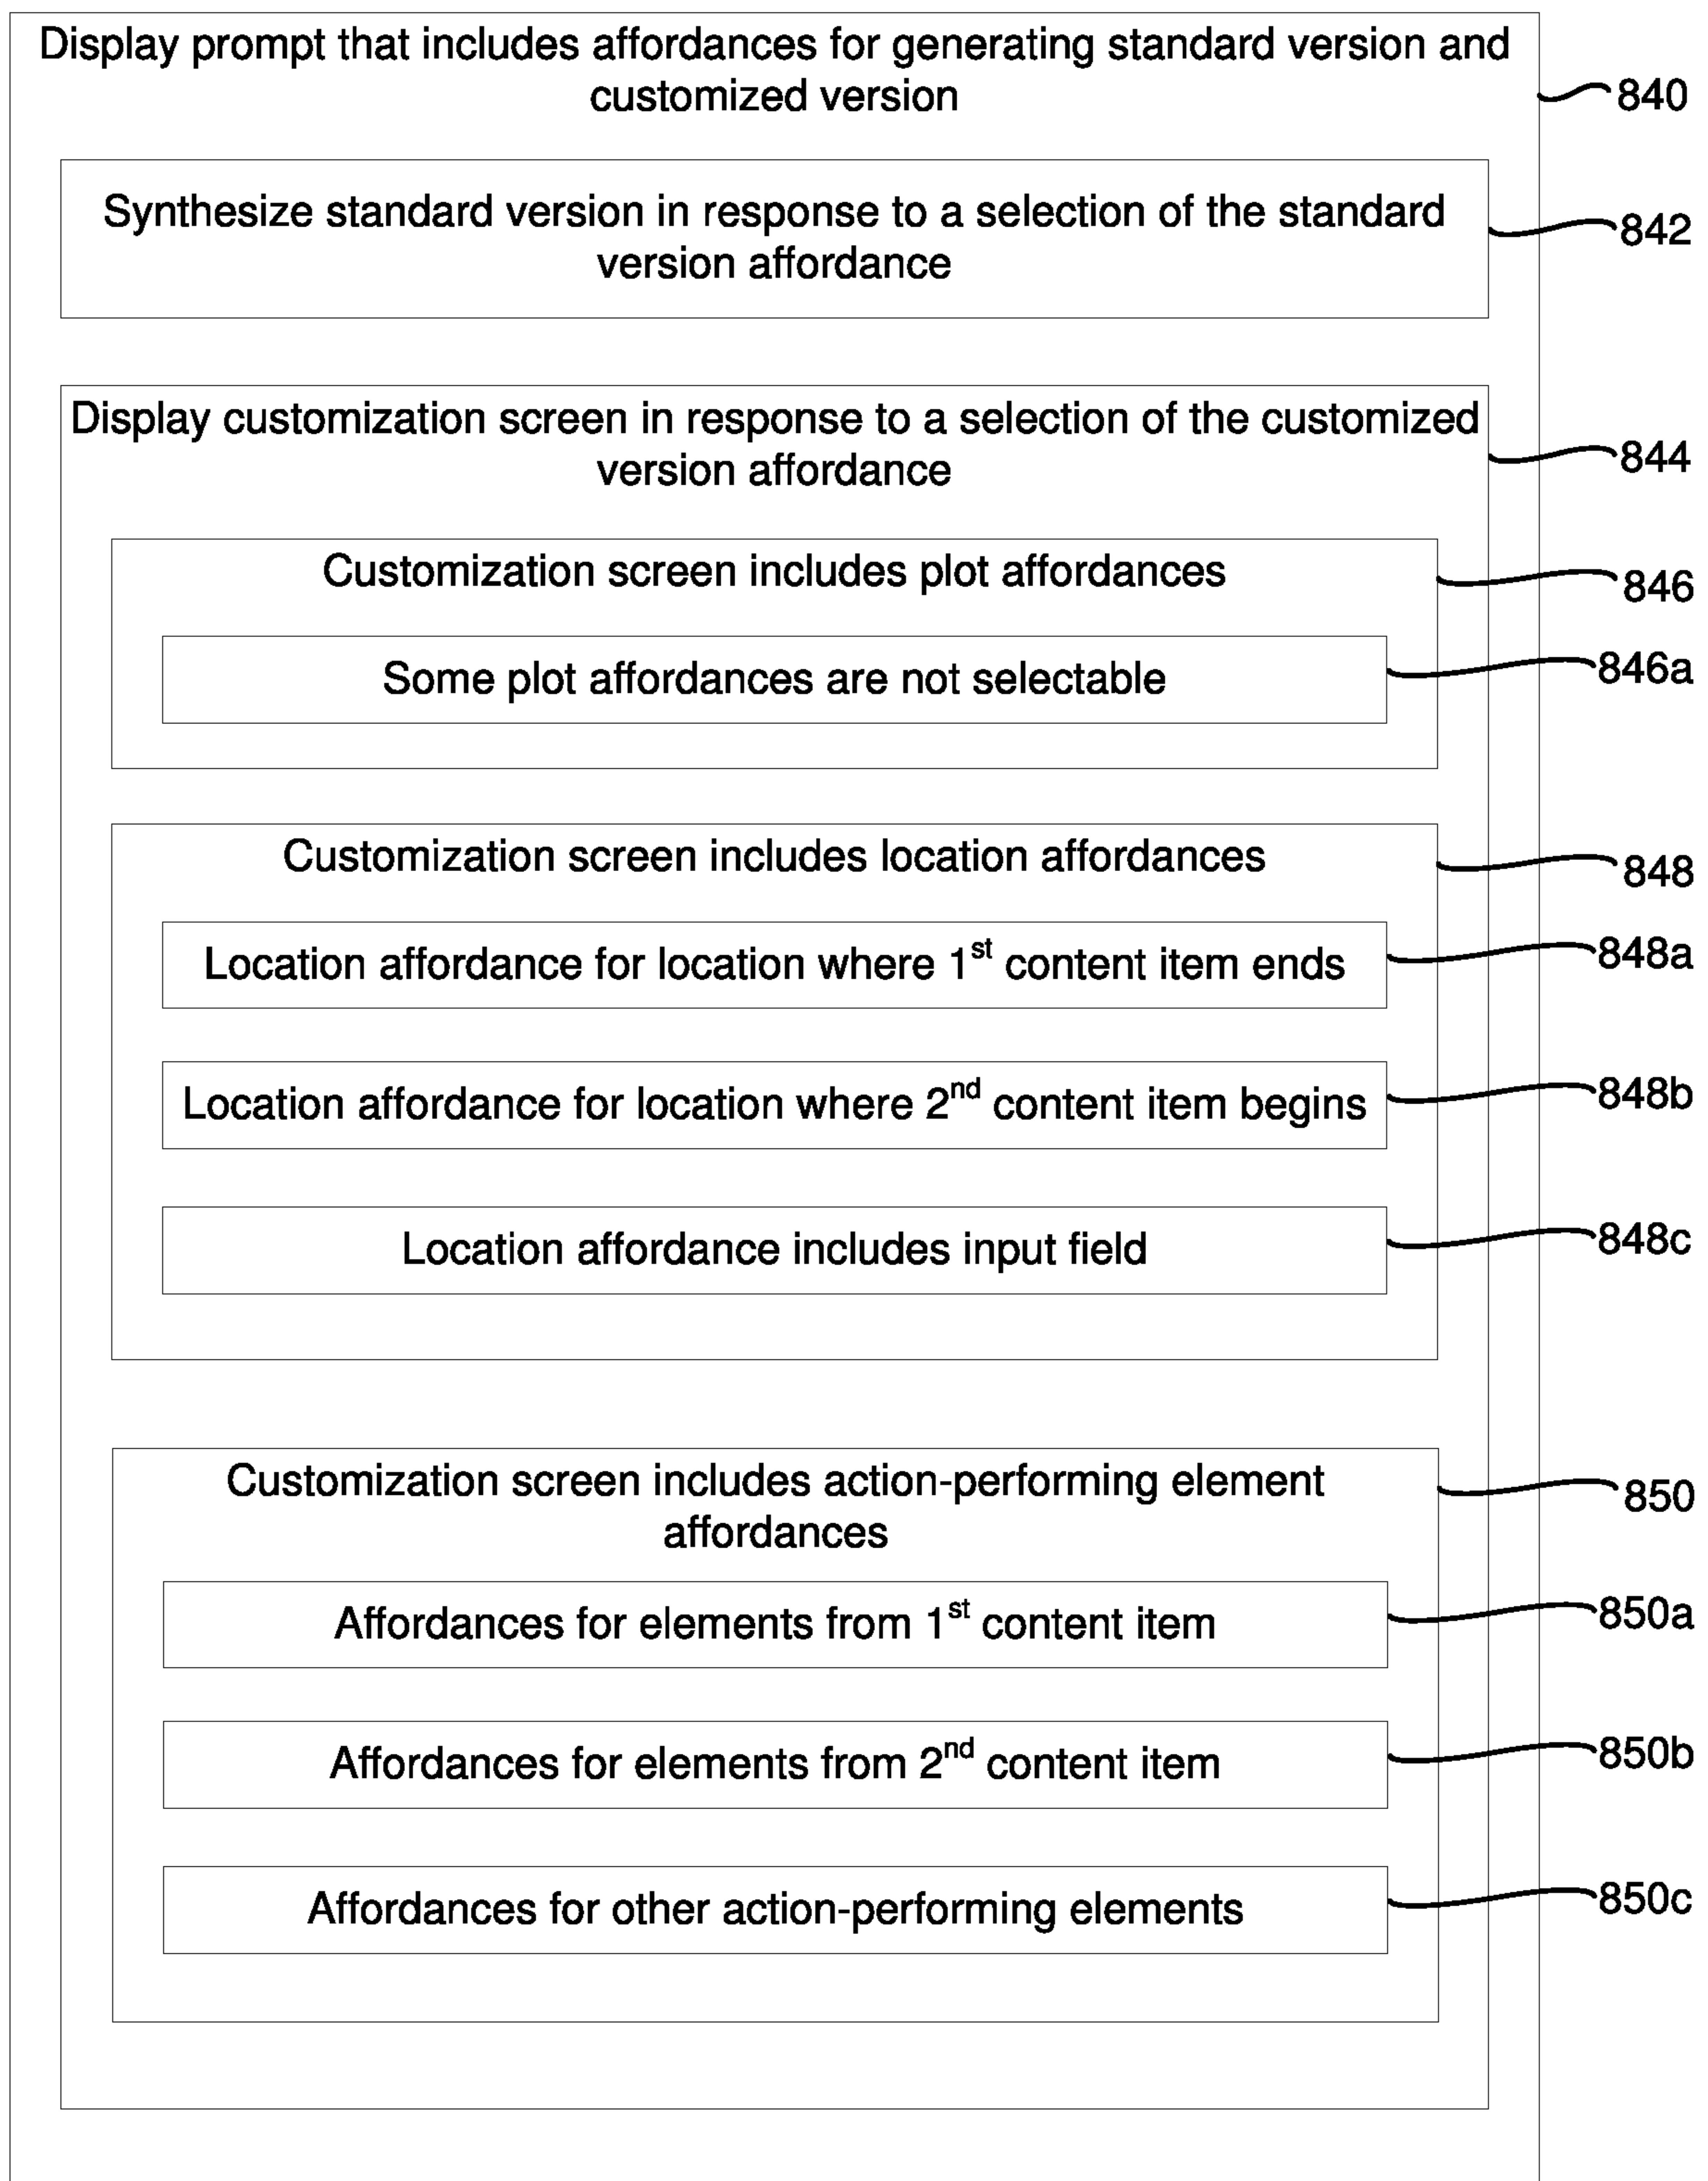 Display prompt that includes affordances for generating standard version and
customized version
840
Synthesize standard version in response to a selection of the standard
version affordance
842
Display customization screen in response to a selection of the customized
version affordance
844
Customization screen includes plot affordances
846
Some plot affordances are not selectable
846a
Customization screen includes location affordances
848
Location affordance for location where 1st content item ends
848a
Location affordance for location where 2nd content item begins
848b
Location affordance includes input field
848c
Customization screen includes action-performing element
affordances
850
Affordances for elements from 1st content item
850a
Affordances for elements from 2nd content item
850b
Affordances for other action-performing elements
850c